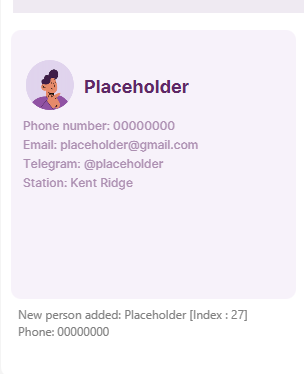 Placeholder
Phone number: 00000000
Email: placeholder@gmail.com
Telegram: @placeholder
Station: Kent Ridge
New person added: Placeholder [Index : 27]
Phone: 00000000